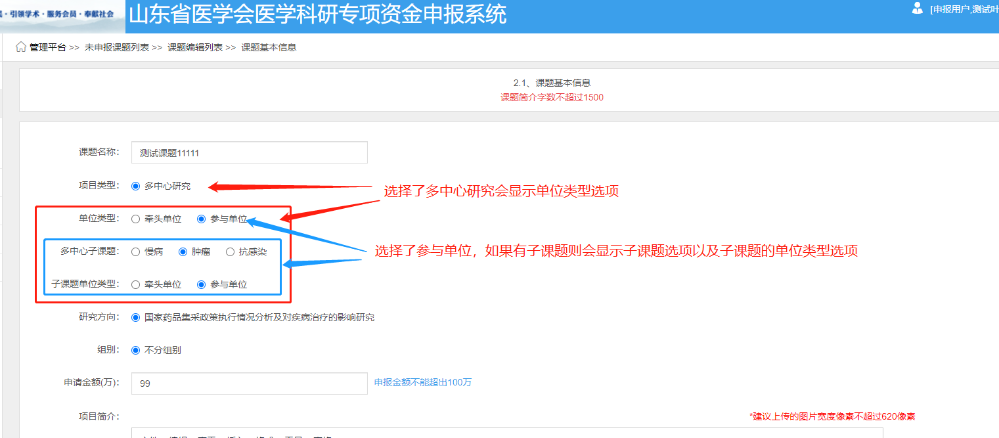 · 引领学术 · 服务会员 · 奉献社会
山东省医学会医学科研专项资金申报系统
[申报用户,测试叶
管理平台 >> 未申报课题列表 >> 课题编辑列表 >> 课题基本信息
2.1、课题基本信息
课题简介字数不超过1500
课题名称: 测试课题11111
项目类型: 多中心研究
选择了多中心研究会显示单位类型选项
单位类型: 牵头单位 参与单位
多中心子课题: 慢病 肿瘤 抗感染
选择了参与单位，如果有子课题则会显示子课题选项以及子课题的单位类型选项
子课题单位类型: 牵头单位 参与单位
研究方向: 国家药品集采政策执行情况分析及对疾病治疗的影响研究
组别: 不分组别
申请金额(万): 99 申报金额不能超出100万
项目简介:
*建议上传的图片宽度像素不超过620像素